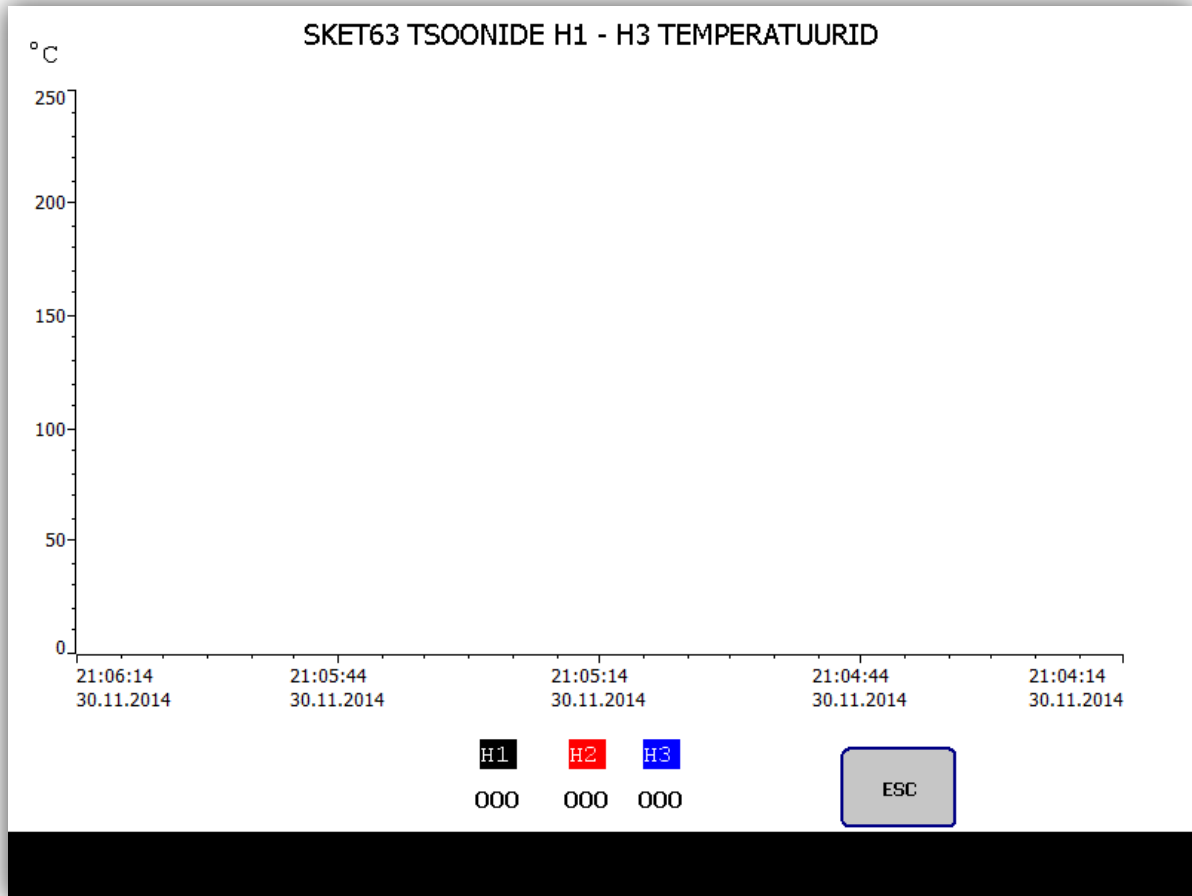 SKET63 TSOONIDE H1 - H3 TEMPERATUURID
°C
250
200
150
100
50
0
21:06:14 21:05:44 21:05:14 21:04:44 21:04:14
30.11.2014 30.11.2014 30.11.2014 30.11.2014 30.11.2014
H1 H2 H3
000 000 000
ESC